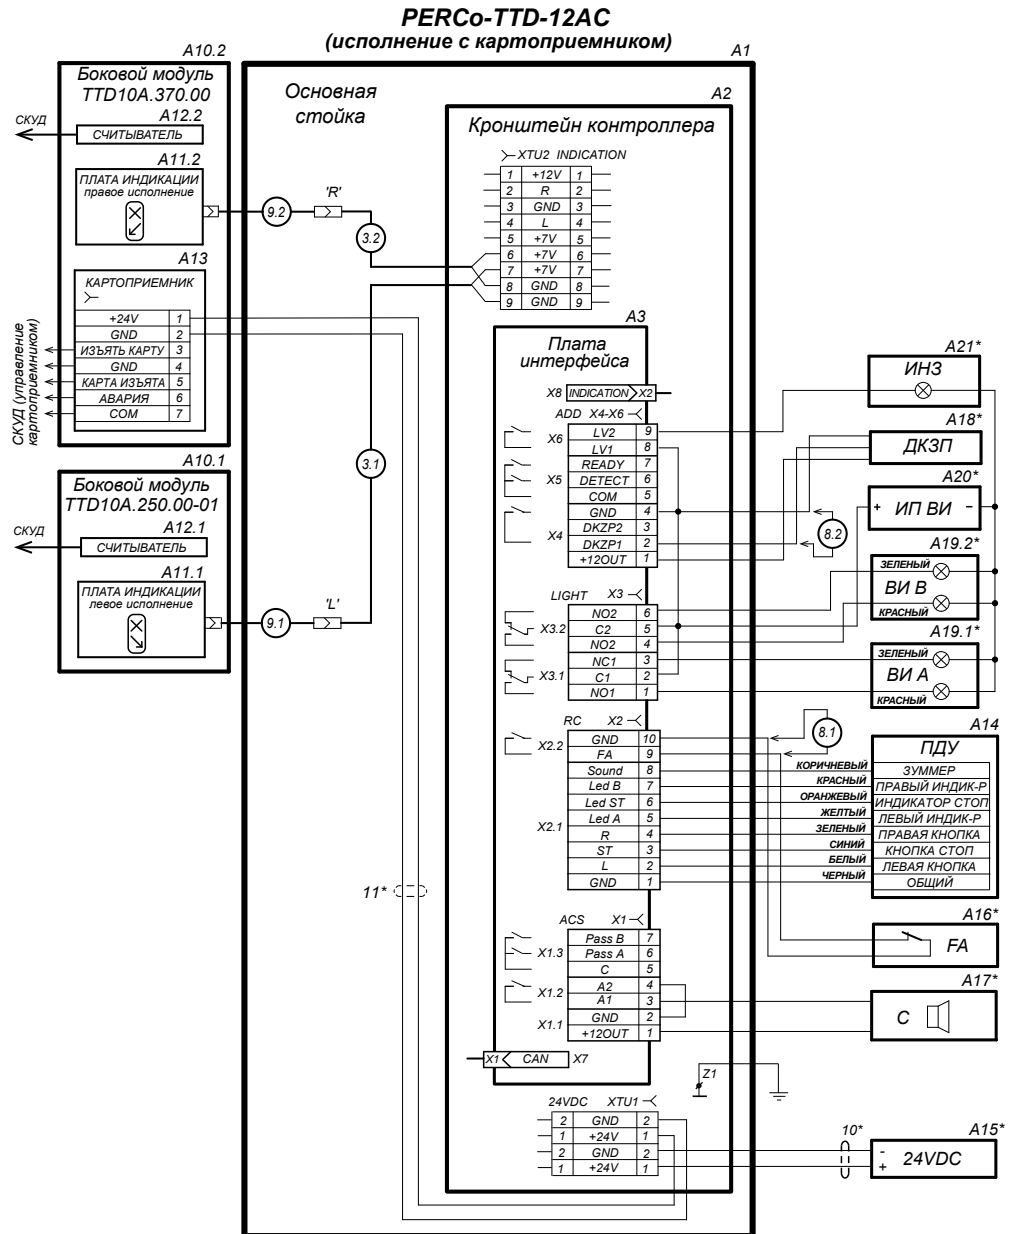 PERCo-TTD-12AC
(исполнение с картоприемником)
A10.2
Боковой модуль
TTD10A.370.00
A12.2
СКУД
СЧИТЫВАТЕЛЬ
A11.2
ПЛАТА ИНДИКАЦИИ
правое исполнение
9.2
'R'
3.2
A13
КАРТОПРИЕМНИК
+24V 1
GND 2
ИЗЪЯТЬ КАРТУ 3
GND 4
КАРТА ИЗЪЯТА 5
АВАРИЯ 6
COM 7
СКУД (управление
картоприемником)
A10.1
Боковой модуль
TTD10A.250.00-01
A12.1
СКУД
СЧИТЫВАТЕЛЬ
A11.1
ПЛАТА ИНДИКАЦИИ
левое исполнение
9.1
'L'
3.1
11*
A1
Основная
стойка
A2
Кронштейн контроллера
XTU2 INDICATION
1 +12V 1
2 R 2
3 GND 3
4 L 4
5 +7V 5
6 +7V 6
7 +7V 7
8 GND 8
9 GND 9
A3
Плата
интерфейса
X8 INDICATION X2
ADD X4-X6
X6
LV2 9
LV1 8
X5
READY 7
DETECT 6
COM 5
X4
GND 4
DKZP2 3
DKZP1 2
+12OUT 1
LIGHT X3
X3.2
NO2 6
C2 5
NO2 4
X3.1
NC1 3
C1 2
NO1 1
RC X2
X2.2
GND 10
FA 9
X2.1
Sound 8
Led B 7
Led ST 6
Led A 5
R 4
ST 3
L 2
GND 1
ACS X1
X1.3
Pass B 7
Pass A 6
C 5
X1.2
A2 4
A1 3
X1.1
GND 2
+12OUT 1
X1 CAN X7
Z1
24VDC XTU1
2 GND 2
1 +24V 1
2 GND 2
1 +24V 1
A21*
ИНЗ
A18*
ДКЗП
8.2
A20*
+ ИП ВИ -
A19.2*
ЗЕЛЕНЫЙ
ВИ В
КРАСНЫЙ
A19.1*
ЗЕЛЕНЫЙ
ВИ А
КРАСНЫЙ
8.1
A14
ПДУ
КОРИЧНЕВЫЙ ЗУММЕР
КРАСНЫЙ ПРАВЫЙ ИНДИК-Р
ОРАНЖЕВЫЙ ИНДИКАТОР СТОП
ЖЕЛТЫЙ ЛЕВЫЙ ИНДИК-Р
ЗЕЛЕНЫЙ ПРАВАЯ КНОПКА
СИНИЙ КНОПКА СТОП
БЕЛЫЙ ЛЕВАЯ КНОПКА
ЧЕРНЫЙ ОБЩИЙ
A16*
FA
A17*
C
10*
A15*
- 24VDC
+